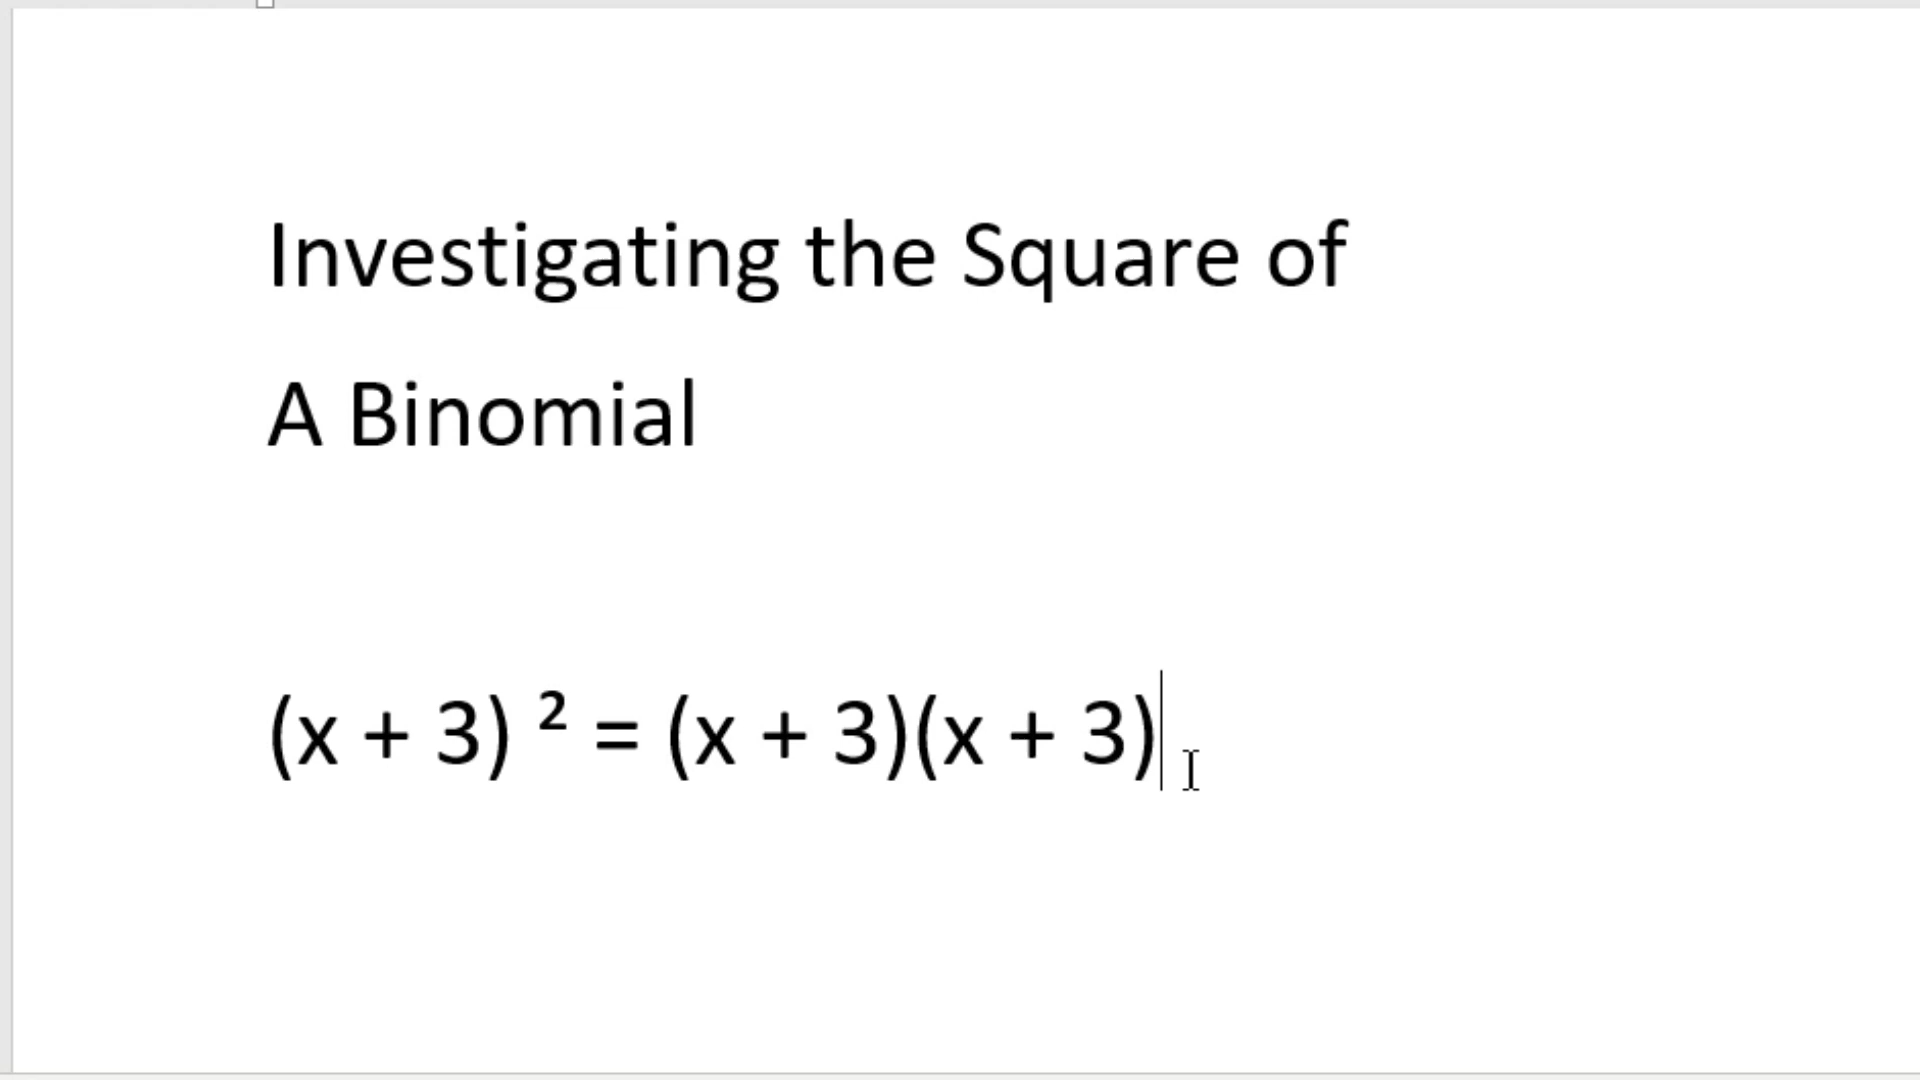 Investigating the Square of
A Binomial
(x + 3) ² = (x + 3)(x + 3)